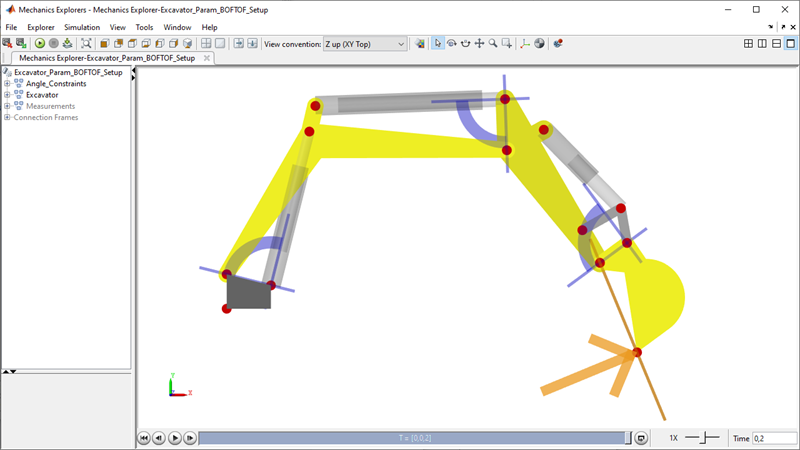 Mechanics Explorers - Mechanics Explorer-Excavator_Param_BOFTOF_Setup
File Explorer Simulation View Tools Window Help
View convention: Z up (XY Top)
Mechanics Explorer-Excavator_Param_BOFTOF_Setup
Excavator_Param_BOFTOF_Setup
Angle_Constraints
Excavator
Measurements
Connection Frames
Y
X
T = [0,0,2]
1X
Time
0,2